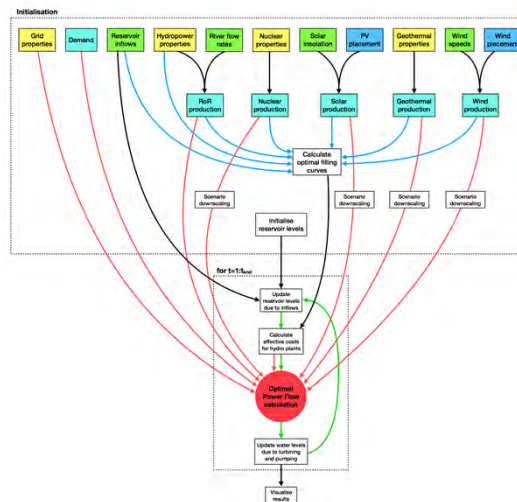 Initialisation
Grid
properties
Demand
Reservoir
inflows
Hydropower
properties
River flow
rates
Nuclear
properties
Solar
insolation
PV
placement
Geothermal
properties
Wind
speeds
Wind
placement
RoR
production
Nuclear
production
Solar
production
Geothermal
production
Wind
production
Calculate
optimal filling
curves
Scenario
downscaling
Scenario
downscaling
Scenario
downscaling
Scenario
downscaling
Initialise
reservoir levels
for t=1:tend
Update
reservoir levels
due to inflows
Calculate
effective costs
for hydro plants
Optimal
Power Flow
calculation
Update water levels
due to turbining
and pumping
Visualise
results